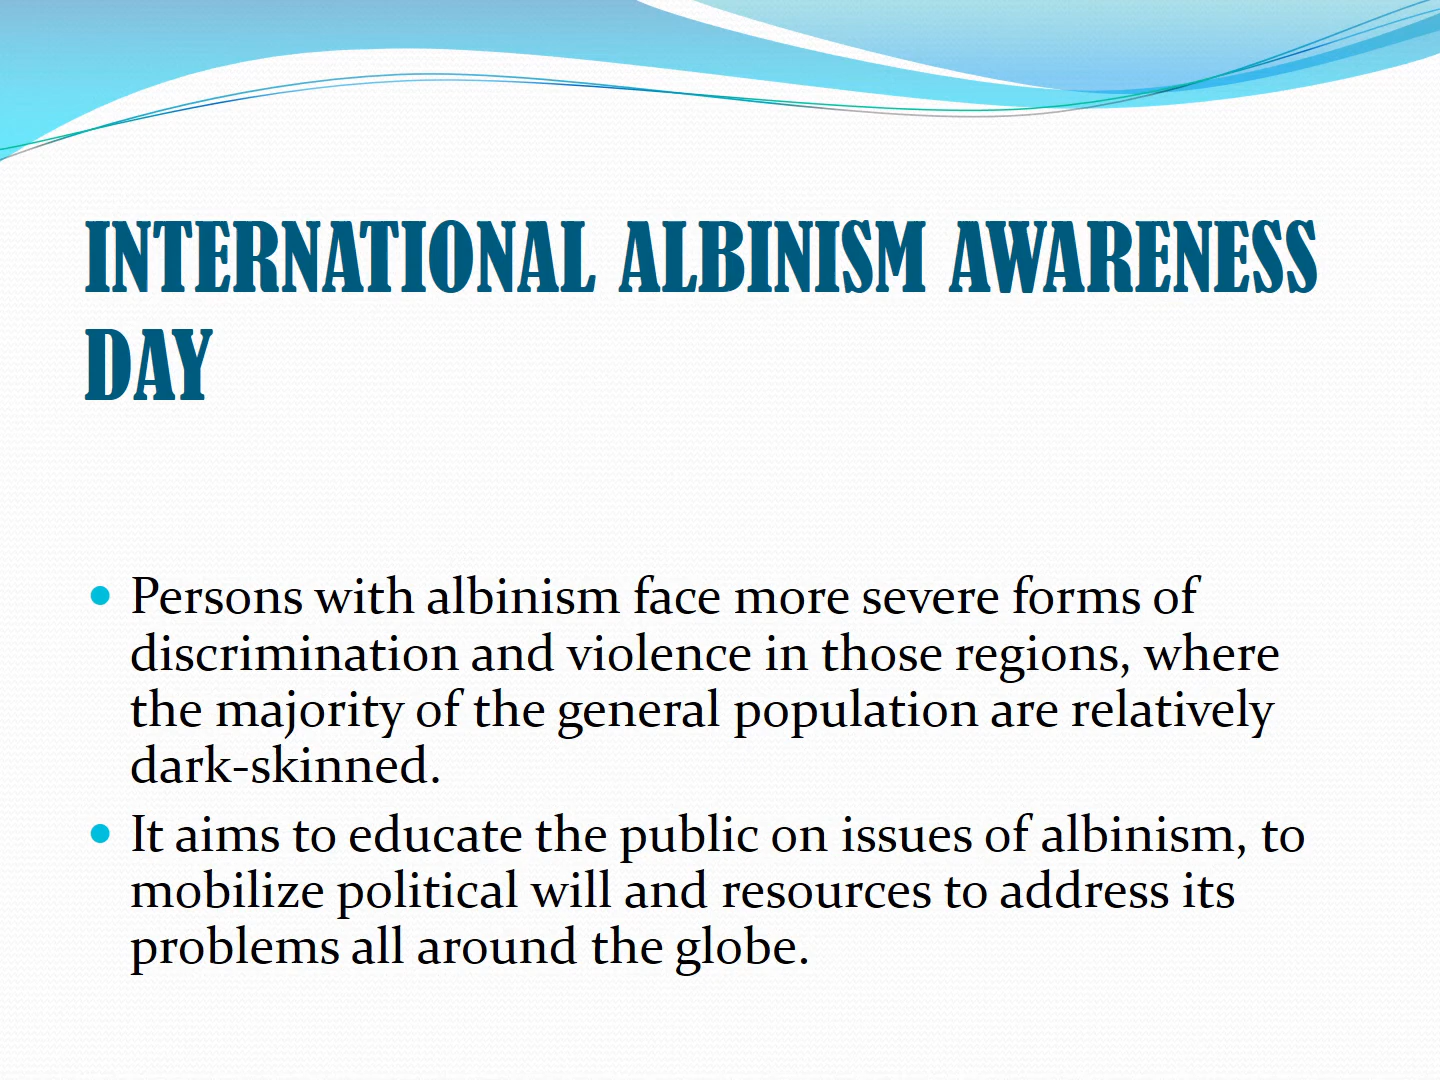 INTERNATIONAL ALBINISM AWARENESS
DAY
• Persons with albinism face more severe forms of
discrimination and violence in those regions, where
the majority of the general population are relatively
dark-skinned.
• It aims to educate the public on issues of albinism, to
mobilize political will and resources to address its
problems all around the globe.